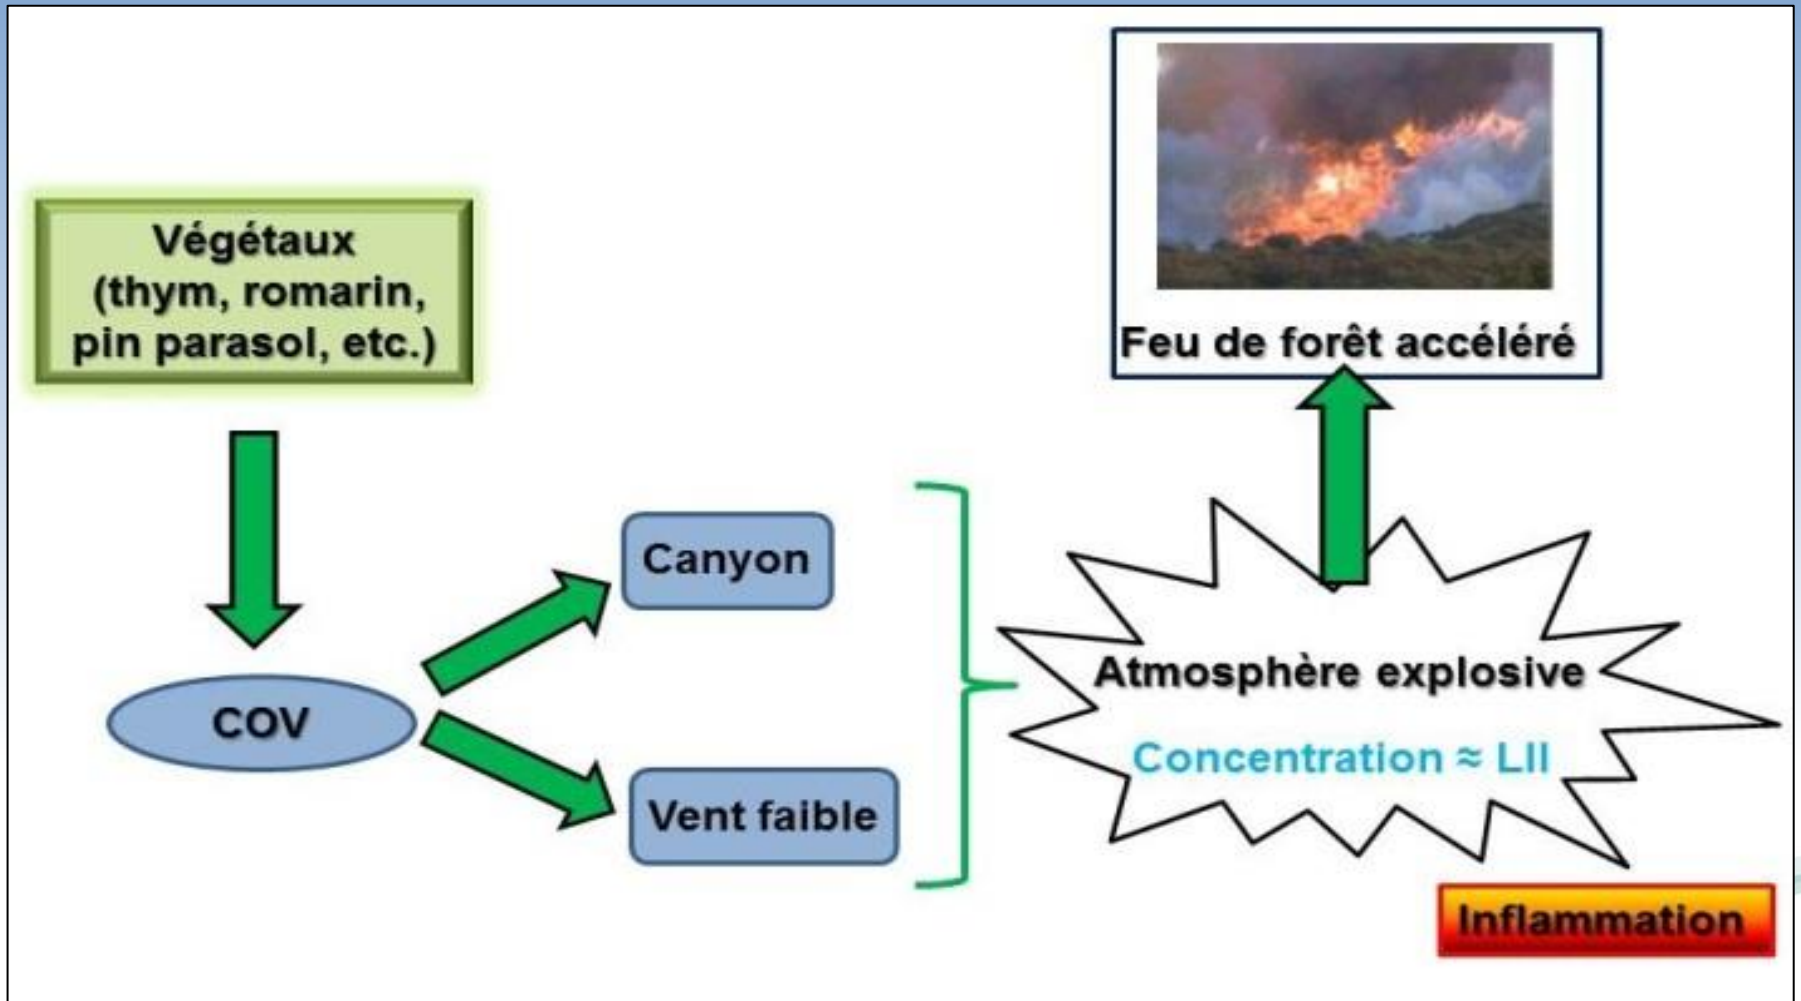 Végétaux
(thym, romarin,
pin parasol, etc.)
COV
Canyon
Vent faible
Feu de forêt accéléré
Atmosphère explosive
Concentration ≈ LII
Inflammation